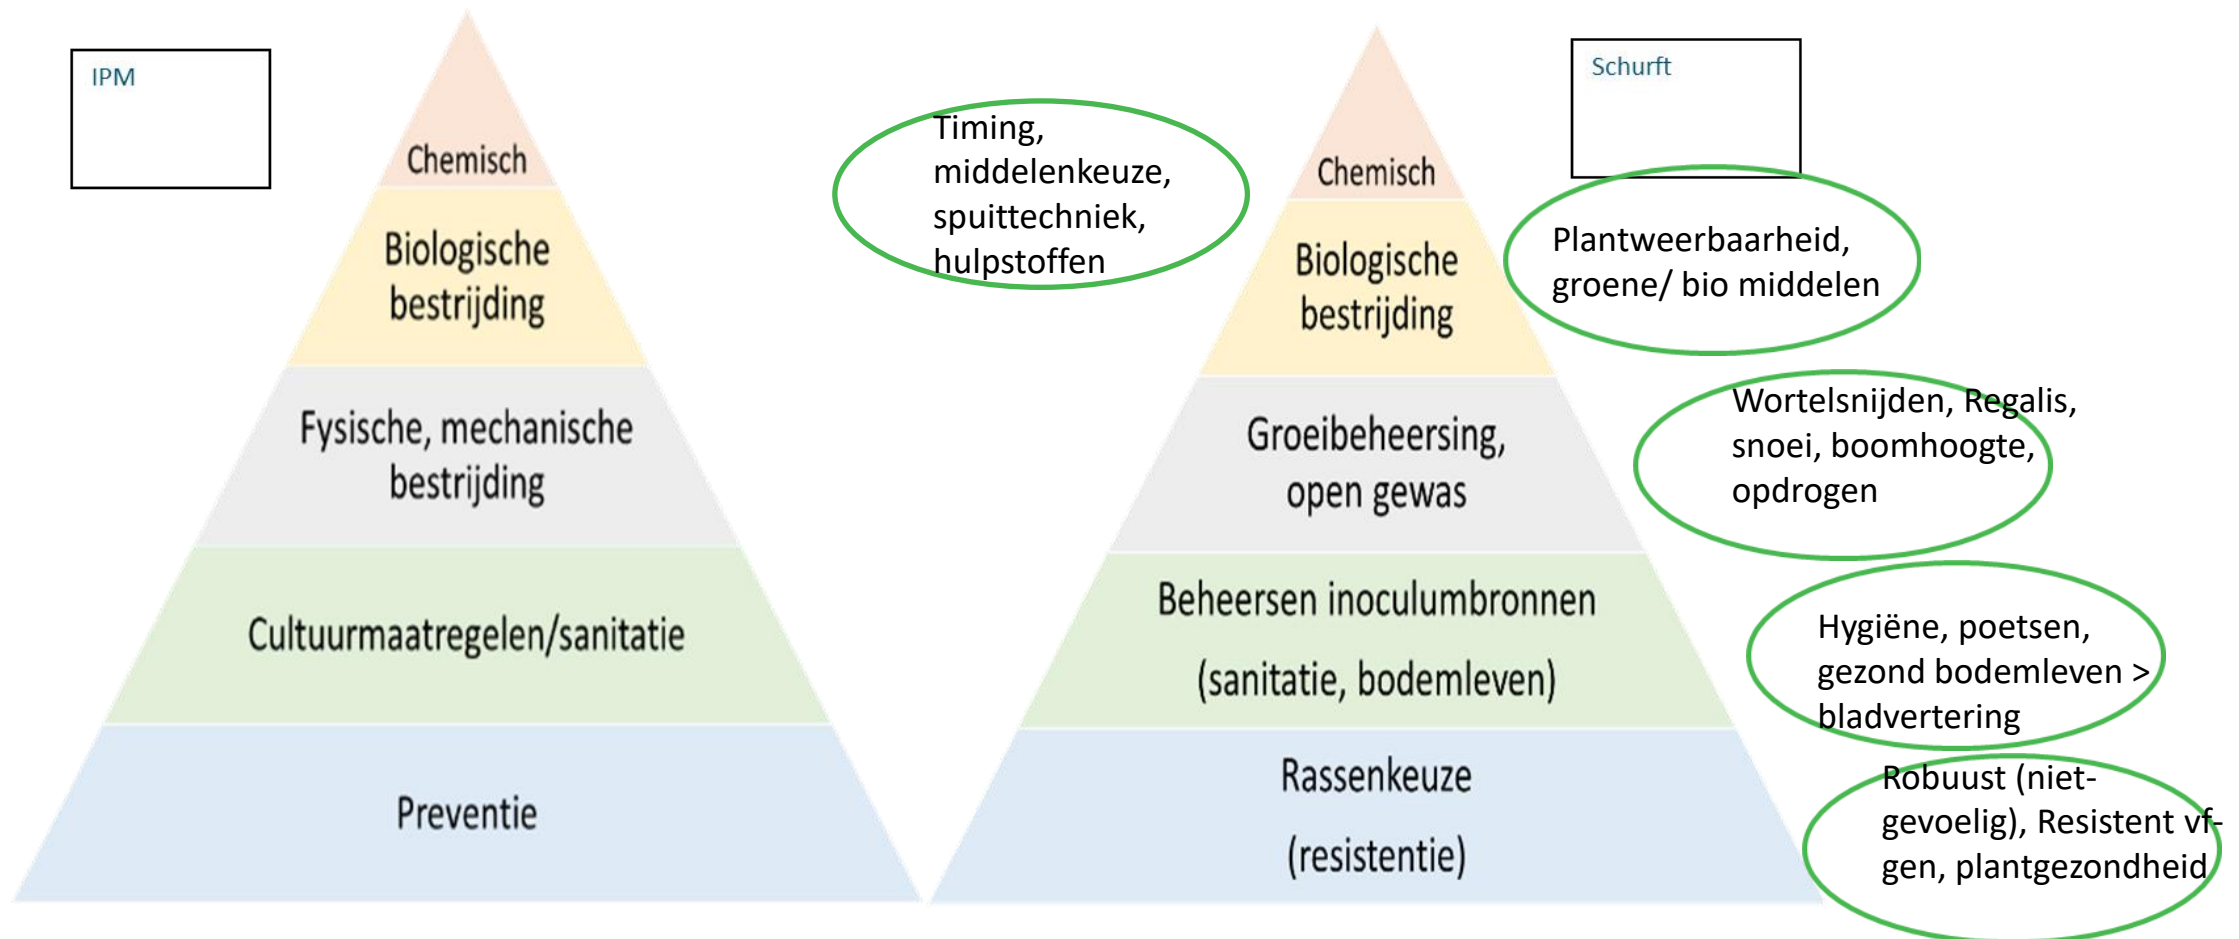 IPM
Chemisch
Biologische
bestrijding
Fysische, mechanische
bestrijding
Cultuurmaatregelen/sanitatie
Preventie
Timing,
middelenkeuze,
spuittechniek,
hulpstoffen
Schurft
Chemisch
Biologische
bestrijding
Groeibeheersing,
open gewas
Beheersen inoculumbronnen
(sanitatie, bodemleven)
Rassenkeuze
(resistentie)
Plantweerbaarheid,
groene/ bio middelen
Wortelsnijden, Regalis,
snoei, boomhoogte,
opdrogen
Hygiëne, poetsen,
gezond bodemleven >
bladvertering
Robuust (niet-
gevoelig), Resistent vf-
gen, plantgezondheid